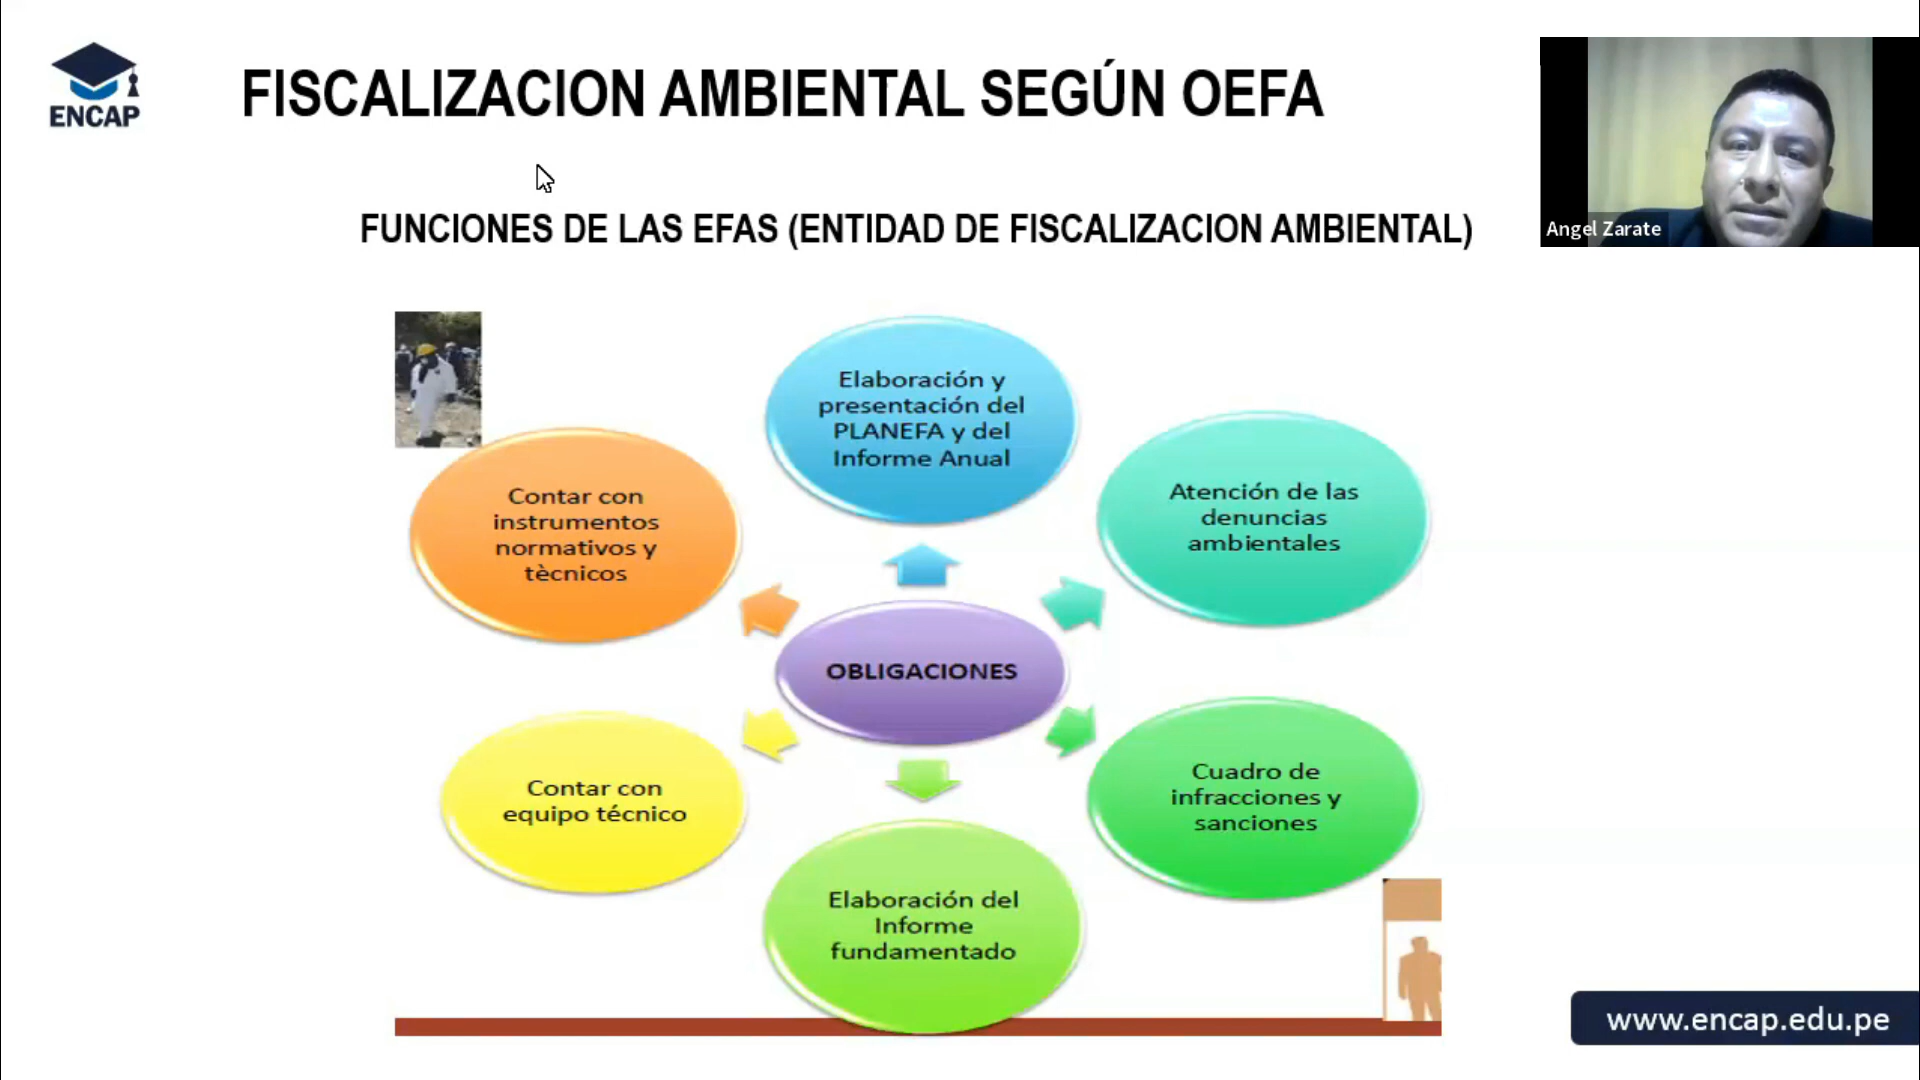 ENCAP
FISCALIZACION AMBIENTAL SEGÚN OEFA
Angel Zarate
FUNCIONES DE LAS EFAS (ENTIDAD DE FISCALIZACION AMBIENTAL)
Elaboración y
presentación del
PLANEFA y del
Informe Anual
Atención de las
denuncias
ambientales
Contar con
instrumentos
normativos y
tècnicos
OBLIGACIONES
Contar con
equipo técnico
Cuadro de
infracciones y
sanciones
Elaboración del
Informe
fundamentado
www.encap.edu.pe